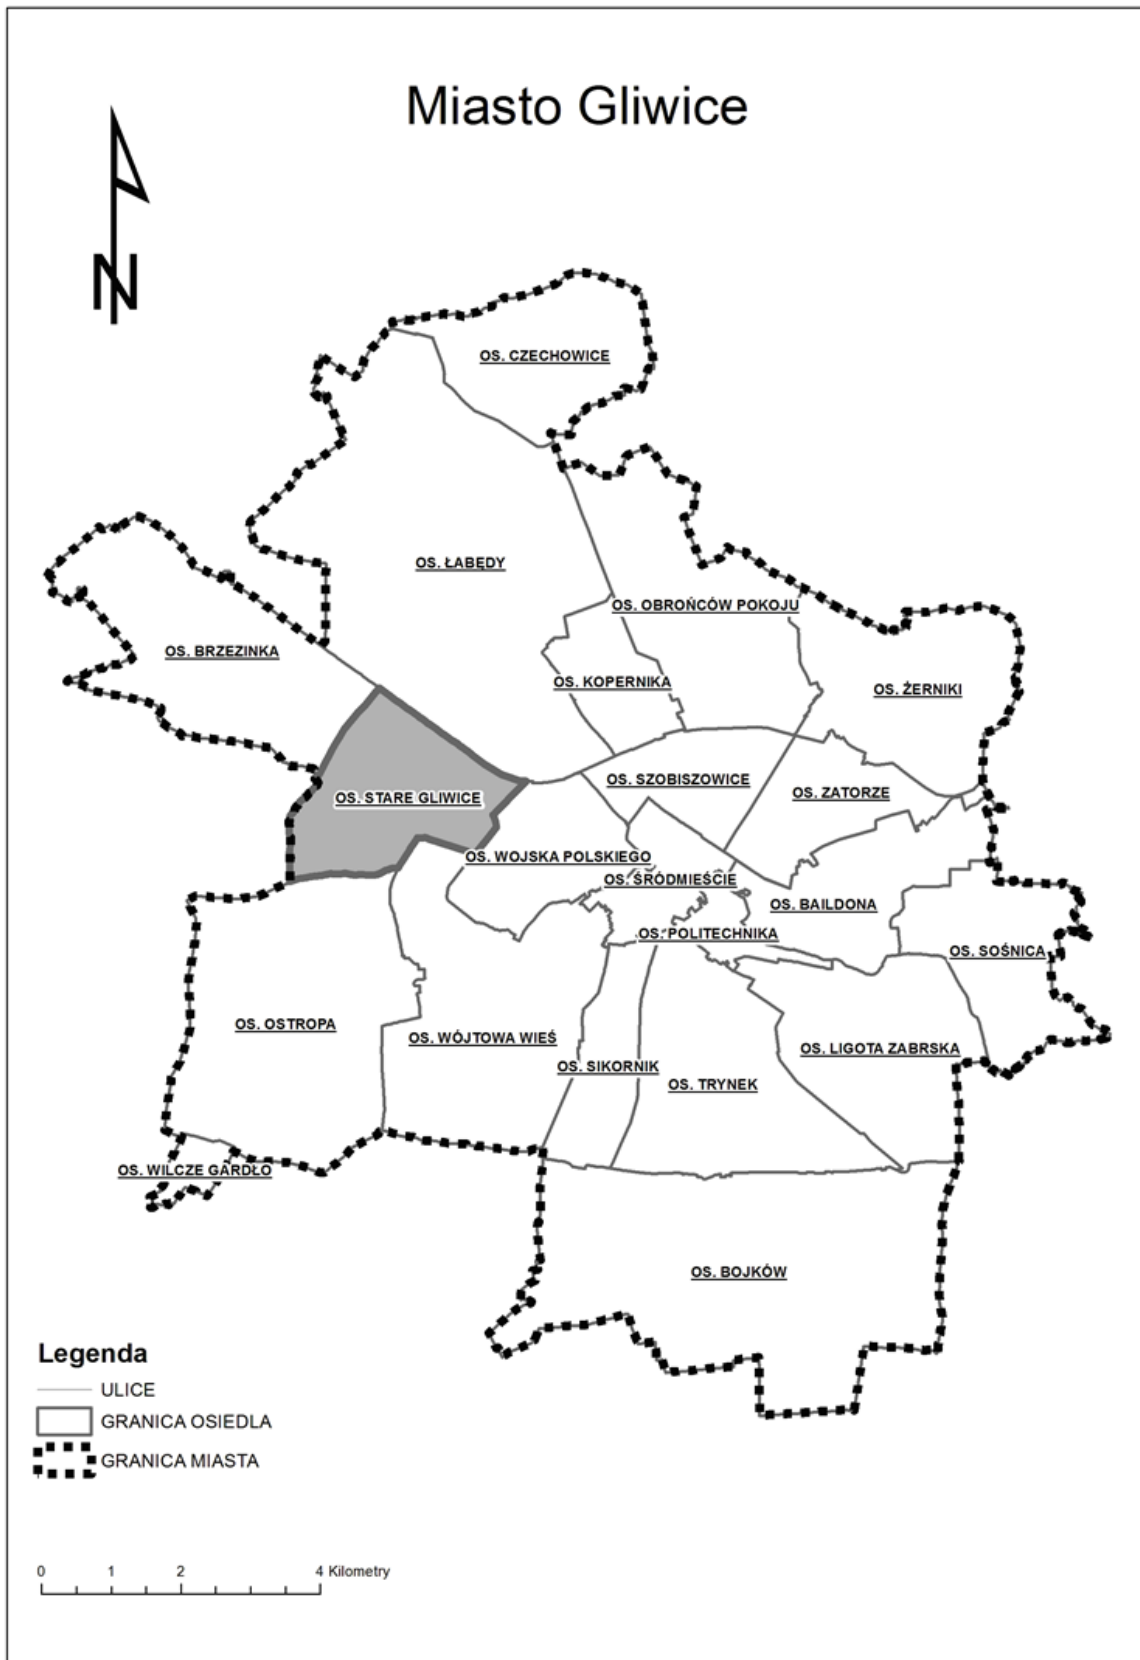 Miasto Gliwice
N
OS. CZECHOWICE
OS. ŁABĘDY
OS. OBROŃCÓW POKOJU
OS. BRZEZINKA
OS. KOPERNIKA
OS. ŻERNIKI
OS. SZOBISZOWICE
OS. ZATORZE
OS. STARE GLIWICE
OS. WOJSKA POLSKIEGO
OS. ŚRÓDMIEŚCIE
OS. BAILDONA
OS. POLITECHNIKA
OS. SOŚNICA
OS. OSTROPA
OS. WÓJTOWA WIEŚ
OS. LIGOTA ZABRSKA
OS. SIKORNIK
OS. TRYNEK
OS. WILCZE GARDŁO
OS. BOJKÓW
Legenda
ULICE
GRANICA OSIEDLA
GRANICA MIASTA
0 1 2 4 Kilometry